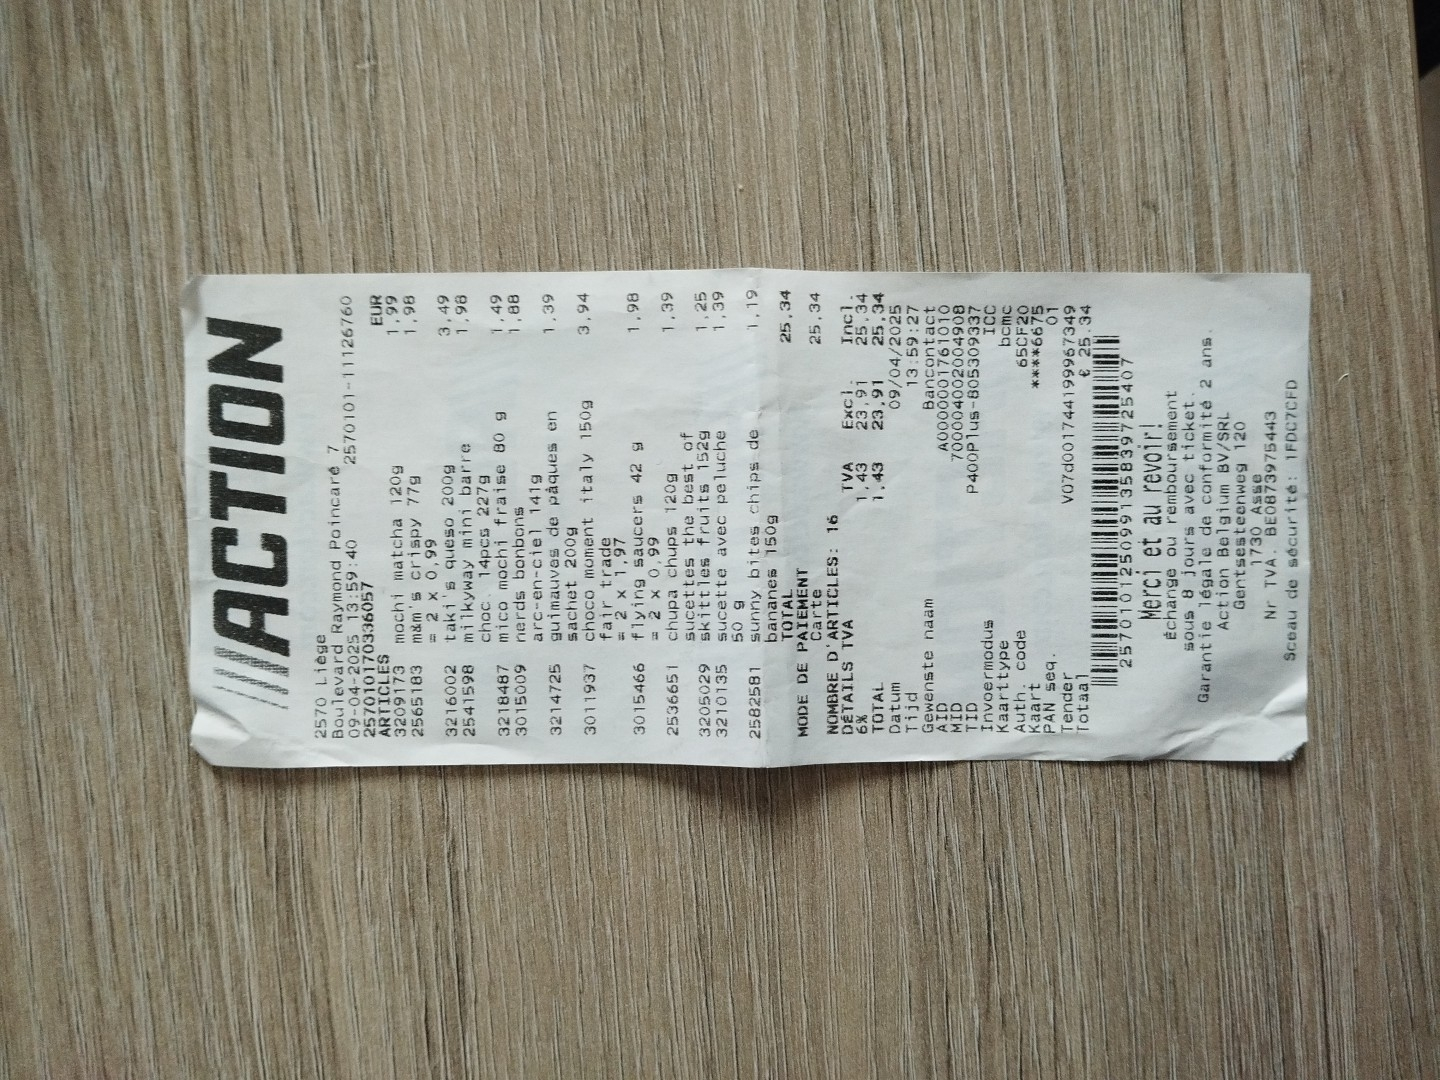 ///ACTION
2570 Liège
Boulevard Raymond Poincaré 7
09-04-2025 13:59:40 2570101-11126760
2570101170336057
ARTICLES EUR
3209173 mochi matcha 120g 1,99
2565183 m&m's crispy 77g 1,98
= 2 x 0,99
3216002 taki's queso 200g 3,49
2541598 milkyway mini barre 1,98
choc. 14pcs 227g
3218487 mico mochi fraise 80 g 1,49
3015009 nerds bonbons 1,88
arc-en-ciel 141g
3214725 guimauves de pâques en 1,39
sachet 200g
3011937 choco moment italy 150g 3,94
fair trade
= 2 x 1,97
3015466 flying saucers 42 g 1,98
= 2 x 0,99
2536651 chupa chups 120g 1,39
3205029 sucettes the best of 1,25
skittles fruits 152g
3210135 sucette avec peluche 1,39
50 g
2582581 sunny bites chips de 1,19
bananes 150g
TOTAL 25,34
MODE DE PAIEMENT
Carte 25,34
NOMBRE D'ARTICLES: 16
DÉTAILS TVA TVA Excl. Incl.
6% 1,43 23,91 25,34
TOTAL 1,43 23,91 25,34
Datum 09/04/2025
Tijd 13:59:27
Gewenste naam Bancontact
AID A0000001761010
MID 700004002004908
TID P400Plus-805309337
Invoermodus ICC
Kaarttype bcmc
Auth. code 65CF20
Kaart ****6675
PAN seq. 01
Tender V07d001744199967349
Totaal € 25.34
257010125099135839725407
Merci et au revoir!
Échange ou remboursement
sous 8 jours avec ticket.
Garantie légale de conformité 2 ans.
Action Belgium BV/SRL
Gentsesteenweg 120
1730 Asse
Nr TVA. BE0873975443
Sceau de sécurité: 1FDC7CFD